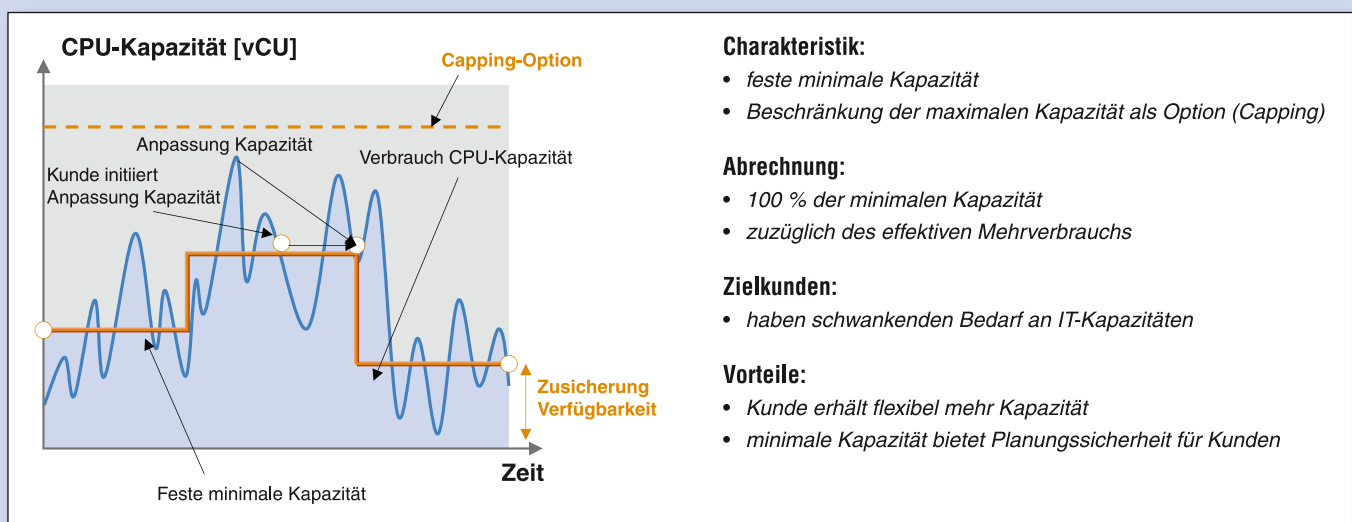 CPU-Kapazität [vCU]
Capping-Option
Anpassung Kapazität
Verbrauch CPU-Kapazität
Kunde initiiert
Anpassung Kapazität
Zusicherung
Verfügbarkeit
Zeit
Feste minimale Kapazität
Charakteristik:
• feste minimale Kapazität
• Beschränkung der maximalen Kapazität als Option (Capping)
Abrechnung:
• 100 % der minimalen Kapazität
• zuzüglich des effektiven Mehrverbrauchs
Zielkunden:
• haben schwankenden Bedarf an IT-Kapazitäten
Vorteile:
• Kunde erhält flexibel mehr Kapazität
• minimale Kapazität bietet Planungssicherheit für Kunden